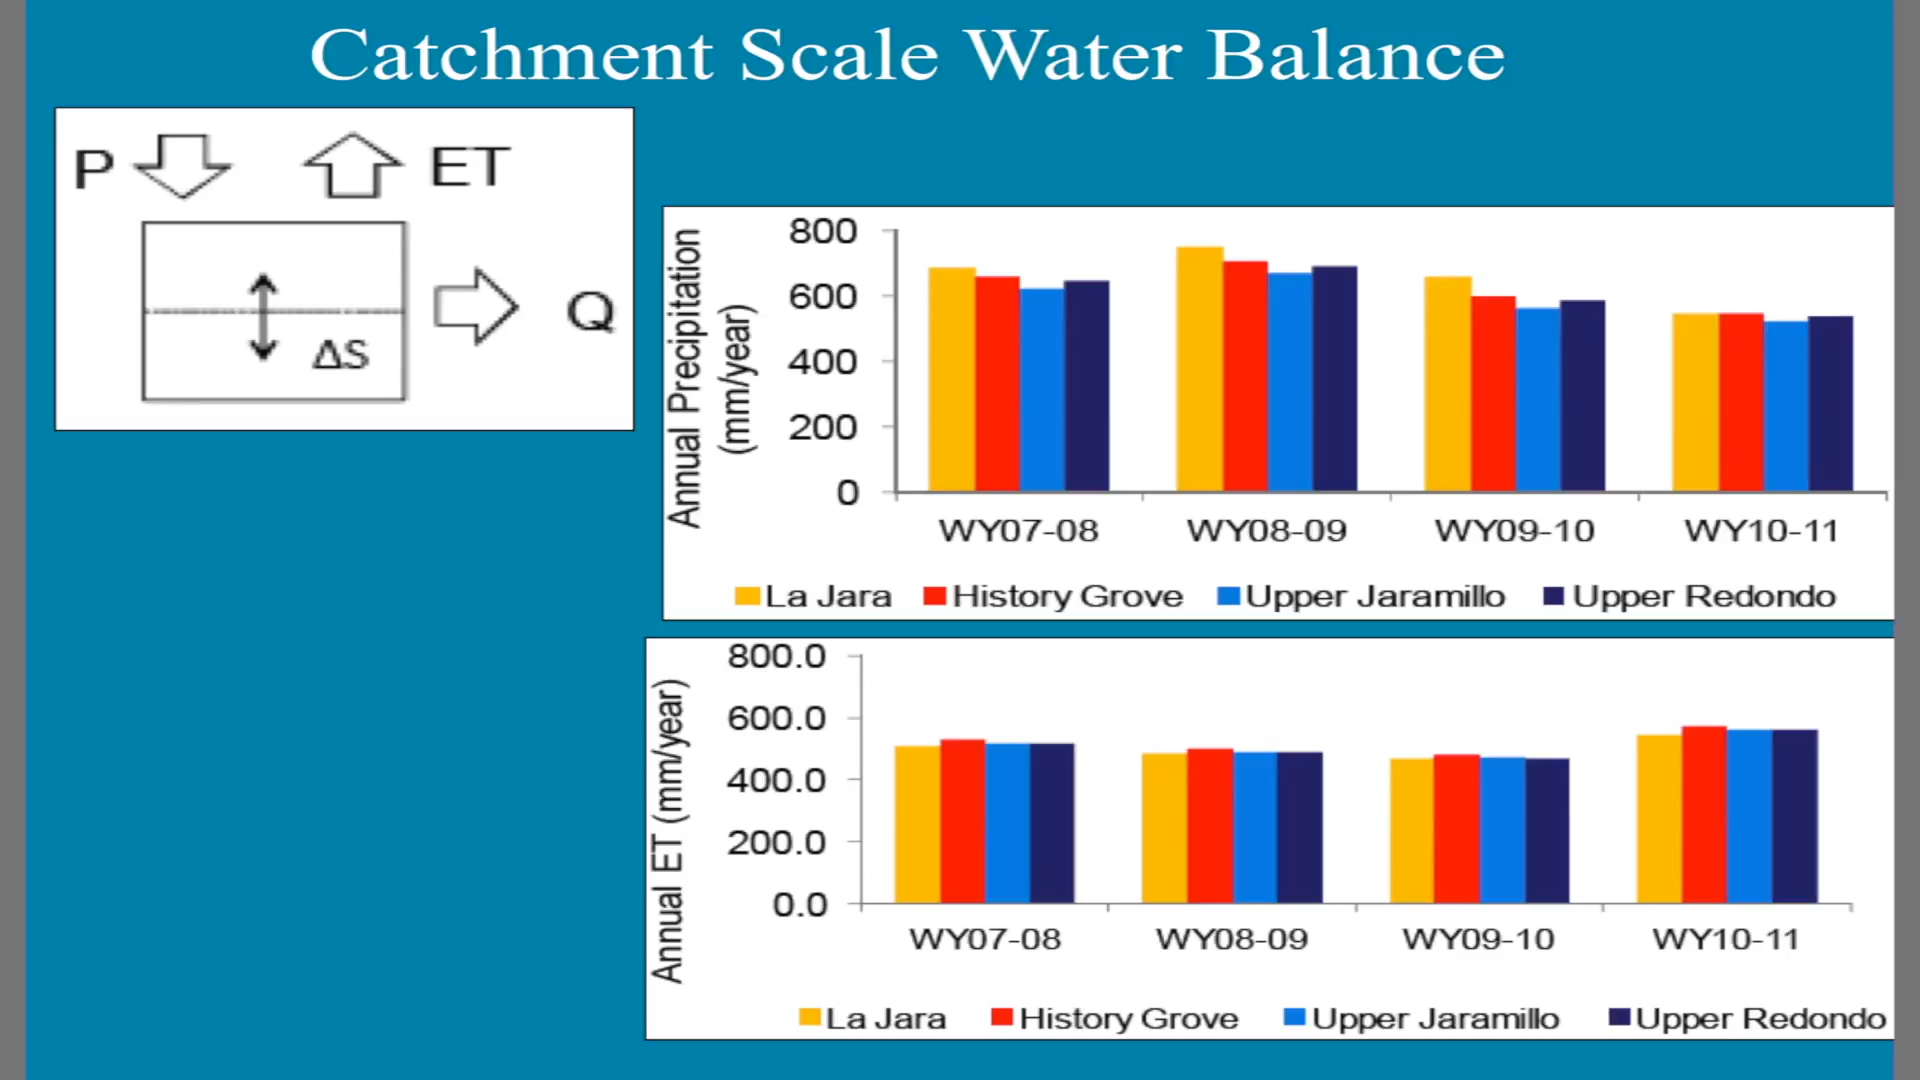 Catchment Scale Water Balance
P
ET
Q
ΔS
Annual Precipitation
(mm/year)
800
600
400
200
0
WY07-08 WY08-09 WY09-10 WY10-11
La Jara History Grove Upper Jaramillo Upper Redondo
Annual ET (mm/year)
800.0
600.0
400.0
200.0
0.0
WY07-08 WY08-09 WY09-10 WY10-11
La Jara History Grove Upper Jaramillo Upper Redondo